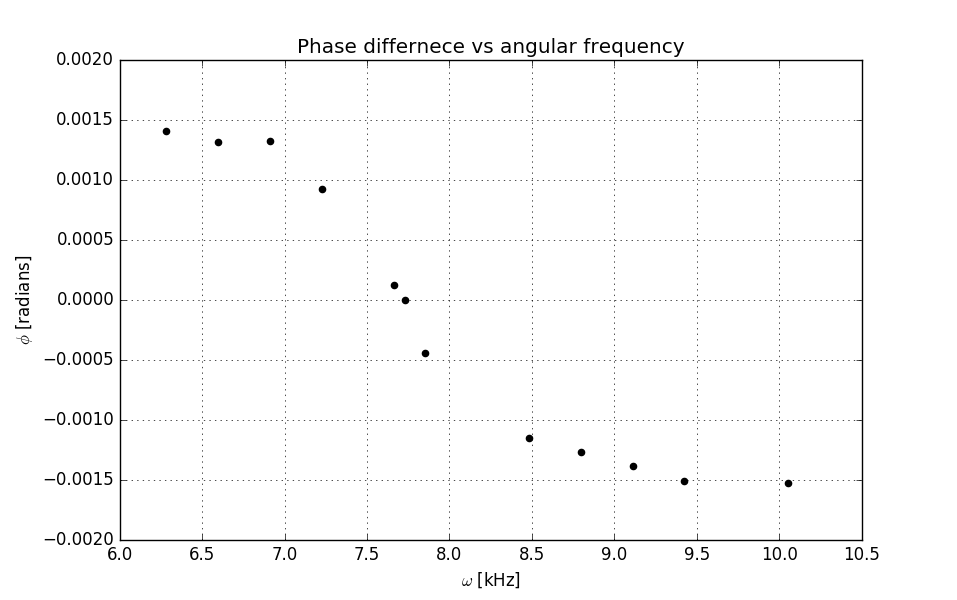 Phase differnece vs angular frequency
0.0020
0.0015
0.0010
0.0005
0.0000
−0.0005
−0.0010
−0.0015
−0.0020
ϕ [radians]
6.0 6.5 7.0 7.5 8.0 8.5 9.0 9.5 10.0 10.5
ω [kHz]